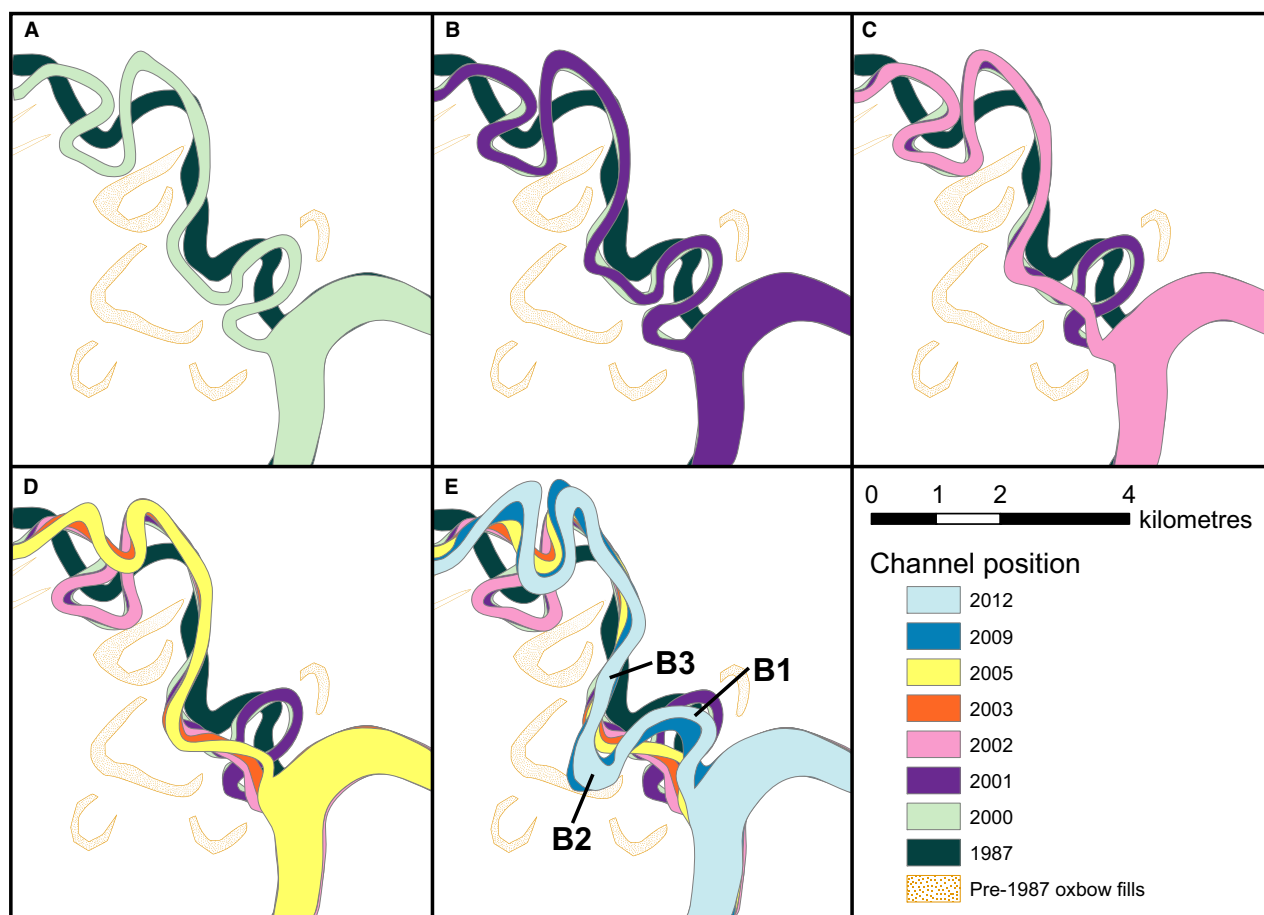 A
B
C
D
E
B3
B1
B2
0 1 2 4
kilometres
Channel position
2012
2009
2005
2003
2002
2001
2000
1987
Pre-1987 oxbow fills